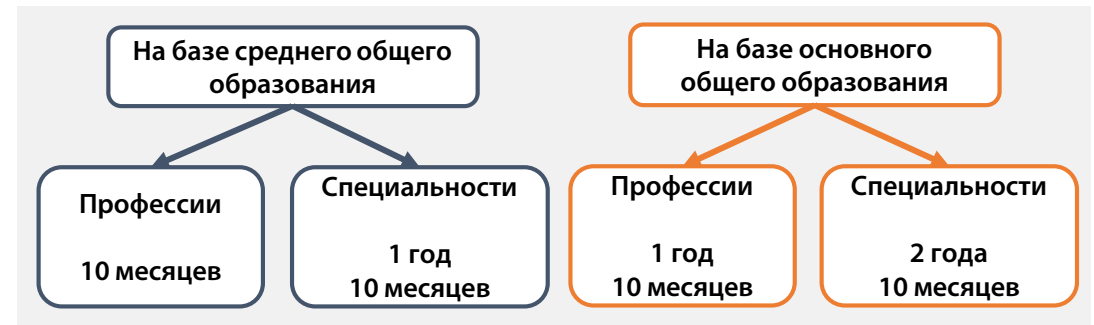 На базе среднего общего
образования
На базе основного
общего образования
Профессии
10 месяцев
Специальности
1 год
10 месяцев
Профессии
1 год
10 месяцев
Специальности
2 года
10 месяцев